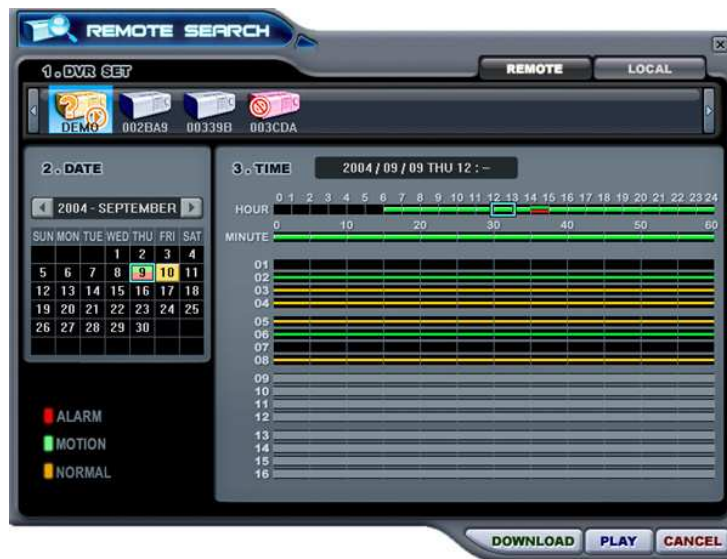 REMOTE SEARCH
1. DVR SET
REMOTE LOCAL
DEMO 002BA9 00339B 003CDA
2. DATE
2004 - SEPTEMBER
SUN MON TUE WED THU FRI SAT
1 2 3 4
5 6 7 8 9 10 11
12 13 14 15 16 17 18
19 20 21 22 23 24 25
26 27 28 29 30
ALARM
MOTION
NORMAL
3. TIME 2004 / 09 / 09 THU 12 : --
0 1 2 3 4 5 6 7 8 9 10 11 12 13 14 15 16 17 18 19 20 21 22 23 24
HOUR
0 10 20 30 40 50 60
MINUTE
01
02
03
04
05
06
07
08
09
10
11
12
13
14
15
16
DOWNLOAD PLAY CANCEL